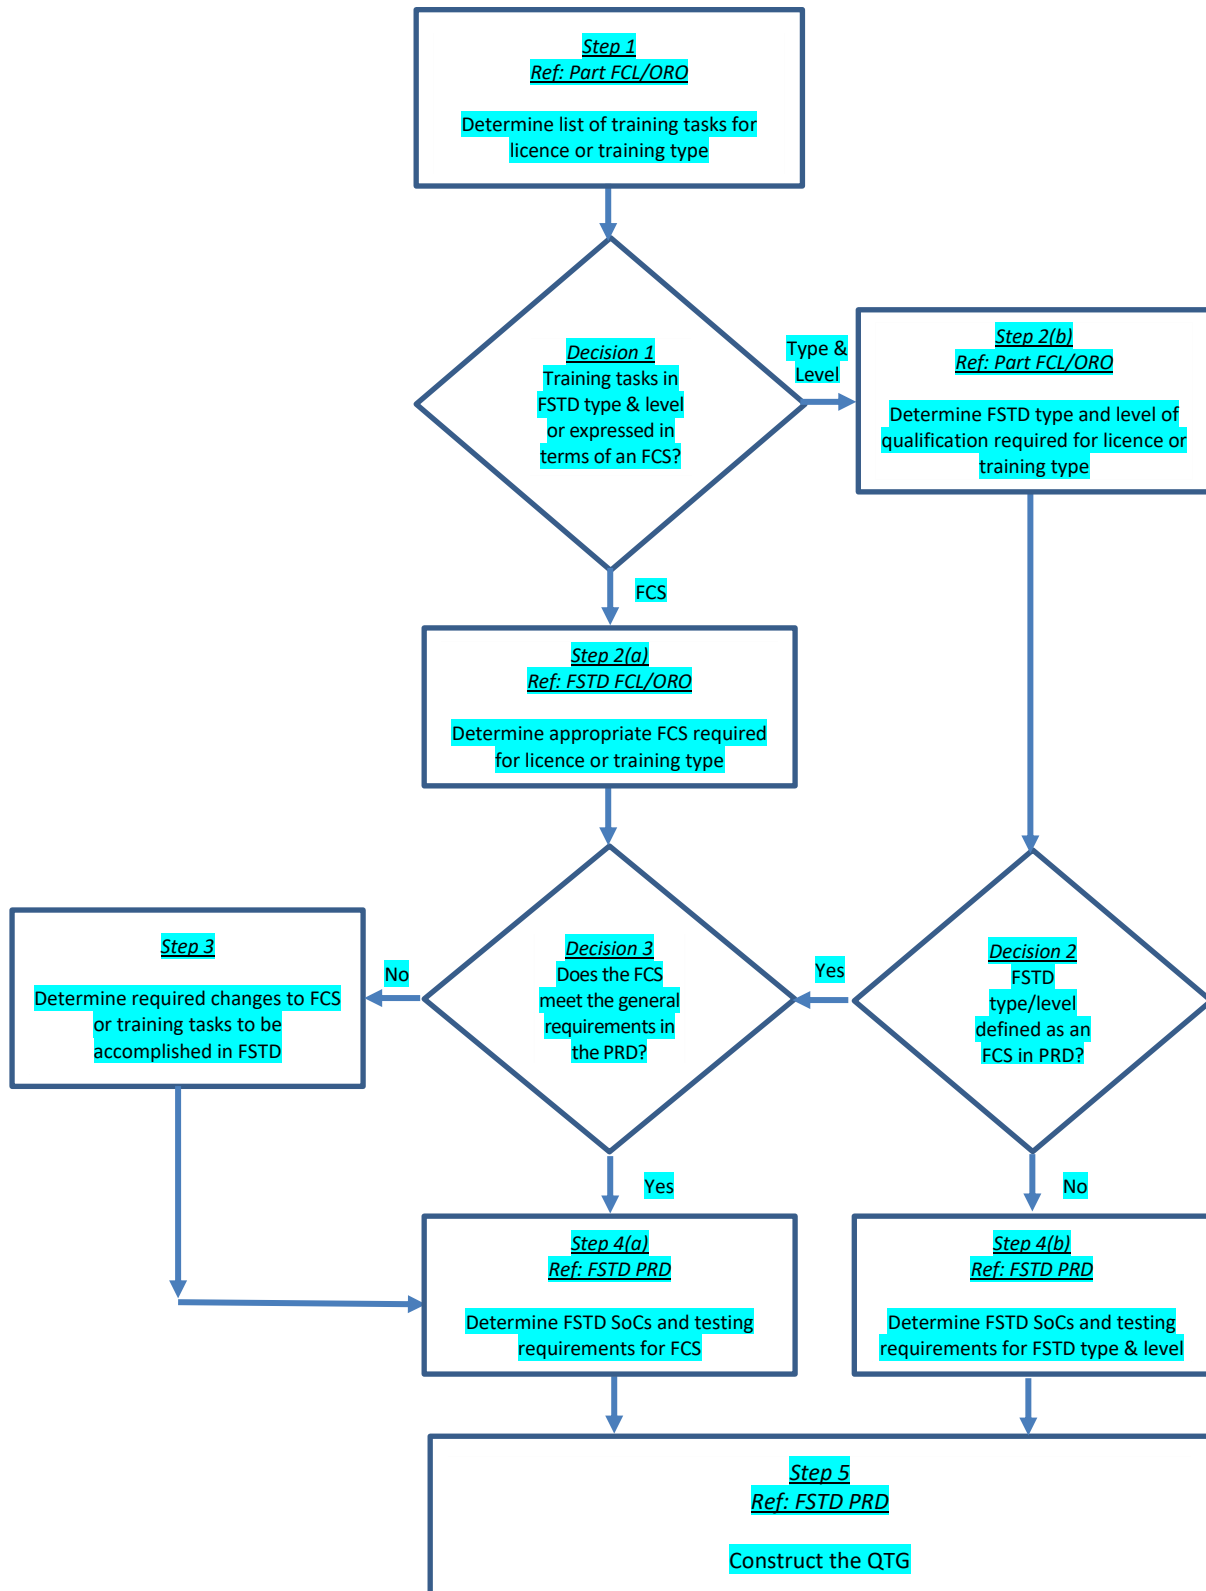 Step 1
Ref: Part FCL/ORO
Determine list of training tasks for
licence or training type
Decision 1
Training tasks in
FSTD type & level
or expressed in
terms of an FCS?
Type &
Level
Step 2(b)
Ref: Part FCL/ORO
Determine FSTD type and level of
qualification required for licence or
training type
FCS
Step 2(a)
Ref: FSTD FCL/ORO
Determine appropriate FCS required
for licence or training type
Step 3
Determine required changes to FCS
or training tasks to be
accomplished in FSTD
No
Decision 3
Does the FCS
meet the general
requirements in
the PRD?
Yes
Decision 2
FSTD
type/level
defined as an
FCS in PRD?
Yes
No
Step 4(a)
Ref: FSTD PRD
Determine FSTD SoCs and testing
requirements for FCS
Step 4(b)
Ref: FSTD PRD
Determine FSTD SoCs and testing
requirements for FSTD type & level
Step 5
Ref: FSTD PRD
Construct the QTG